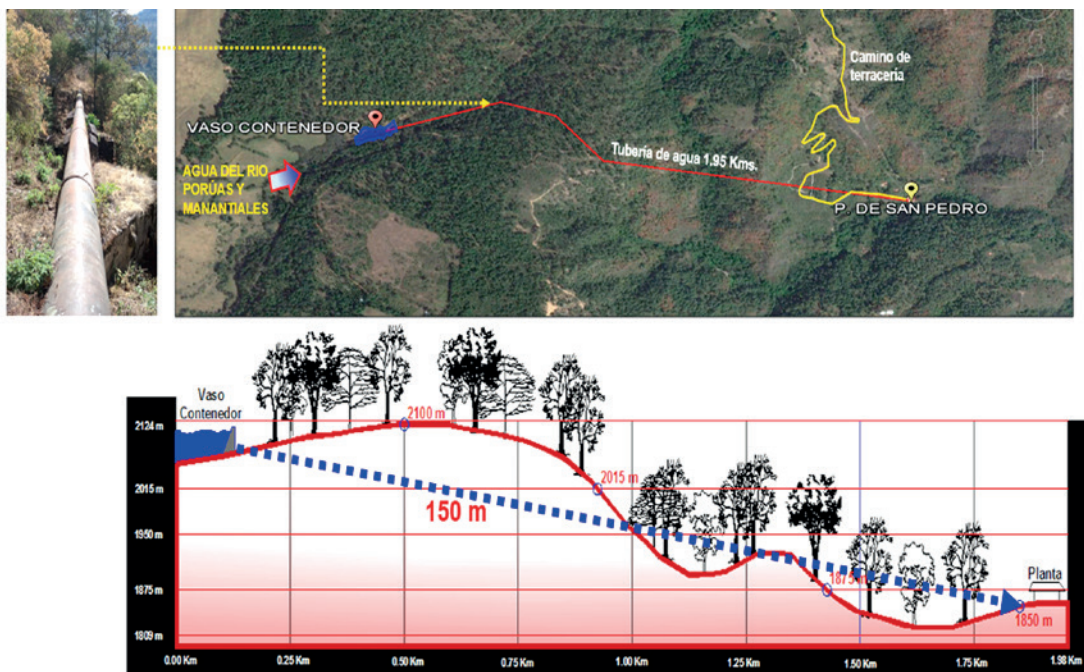 VASO CONTENEDOR
AGUA DEL RIO
PORÚAS Y
MANANTIALES
Tubería de agua 1.95 Kms.
Camino de
terracería
P. DE SAN PEDRO
Vaso
Contenedor
2124 m
2015 m
1950 m
1875 m
1809 m
2100 m
2015 m
150 m
1875 m
Planta
1850 m
0.00 Km
0.25 Km
0.50 Km
0.75 Km
1.00 Km
1.25 Km
1.50 Km
1.75 Km
1.98 Km